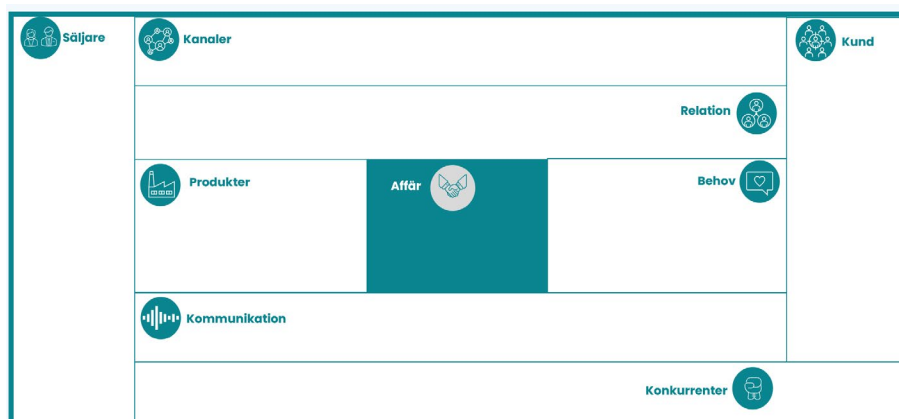 Säljare
Kanaler
Kund
Relation
Produkter
Affär
Behov
Kommunikation
Konkurrenter